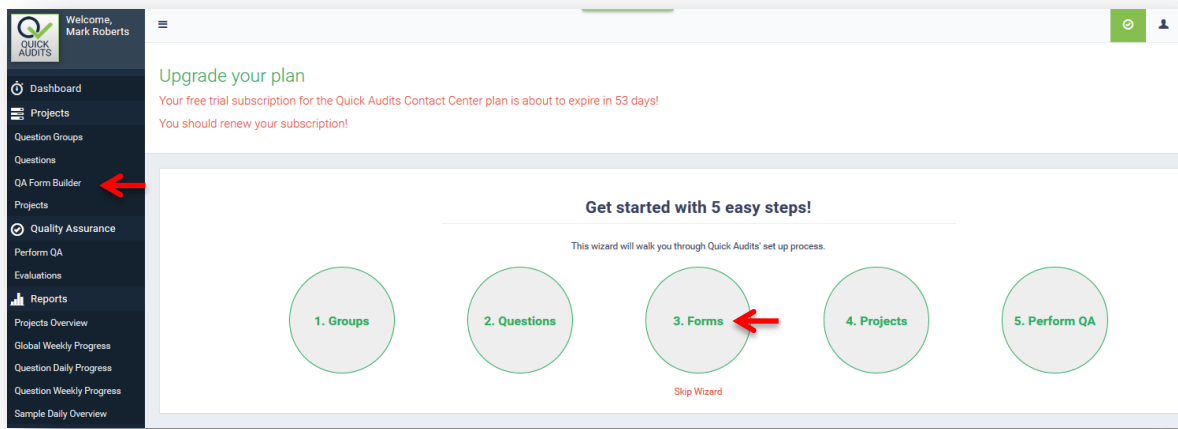 Welcome,
Mark Roberts
QUICK
AUDITS
Dashboard
Projects
Question Groups
Questions
QA Form Builder
Projects
Quality Assurance
Perform QA
Evaluations
Reports
Projects Overview
Global Weekly Progress
Question Daily Progress
Question Weekly Progress
Sample Daily Overview
Upgrade your plan
Your free trial subscription for the Quick Audits Contact Center plan is about to expire in 53 days!
You should renew your subscription!
Get started with 5 easy steps!
This wizard will walk you through Quick Audits' set up process.
1. Groups
2. Questions
3. Forms
4. Projects
5. Perform QA
Skip Wizard